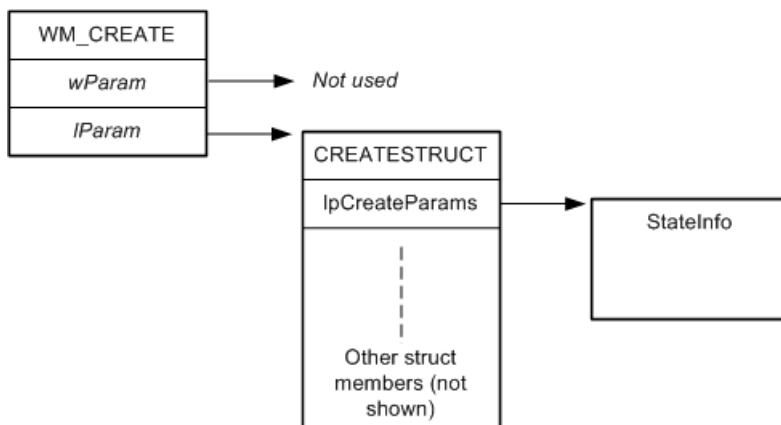 WM_CREATE
wParam
Not used
lParam
CREATESTRUCT
lpCreateParams
StateInfo
Other struct
members (not
shown)